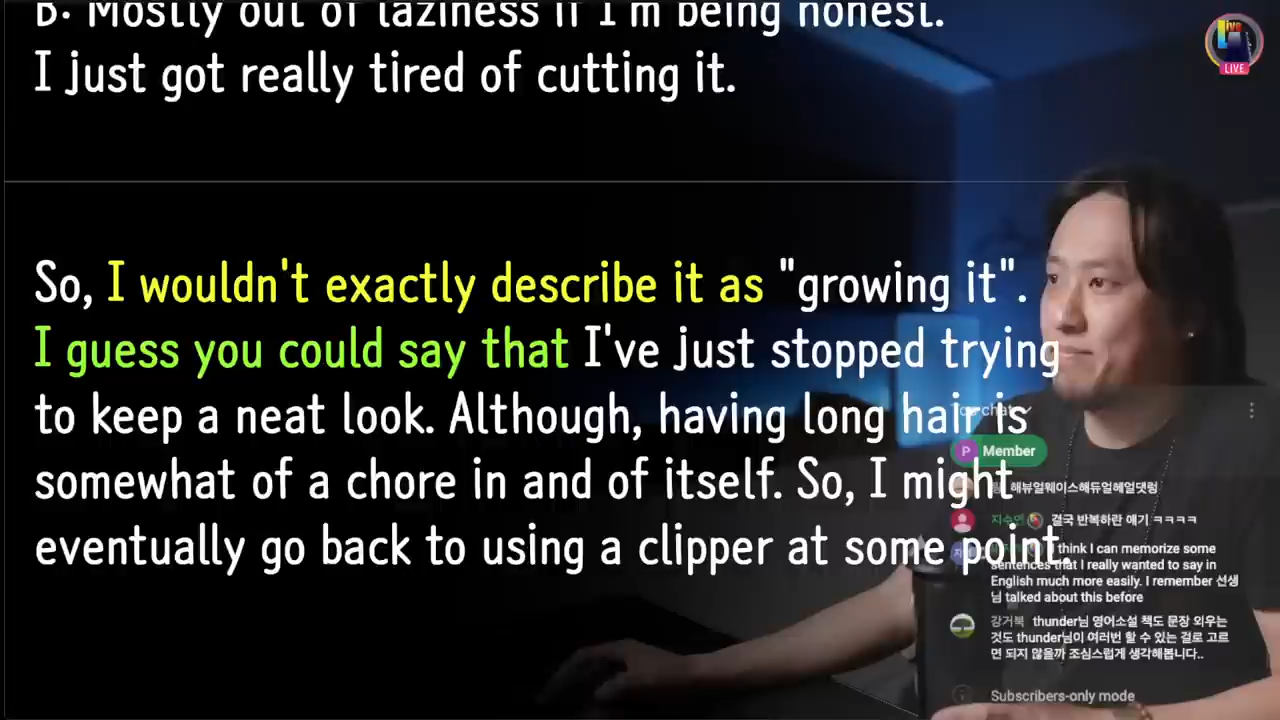 B: Mostly out of laziness if I'm being honest.
I just got really tired of cutting it.
So, I wouldn't exactly describe it as "growing it".
I guess you could say that I've just stopped trying
to keep a neat look. Although, having long hair is
somewhat of a chore in and of itself. So, I might
eventually go back to using a clipper at some point.
Live
LIVE
chat
P Member
해뷰얼웨이스해듀얼헤얼댓렁
지수연 결국 반복하란 얘기 ㅋㅋㅋㅋ
think I can memorize some
sentences that I really wanted to say in
English much more easily. I remember 선생
님 talked about this before
강거북 thunder님 영어소설 책도 문장 외우는
것도 thunder님이 여러번 할 수 있는 걸로 고르
면 되지 않을까 조심스럽게 생각해봅니다..
Subscribers-only mode